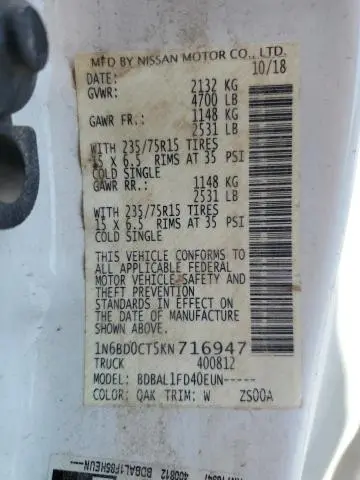 MFD BY NISSAN MOTOR CO., LTD.
DATE: 10/18
GVWR: 2132 KG
4700 LB
GAWR FR.: 1148 KG
2531 LB
WITH 235/75R15 TIRES
15 X 6.5 RIMS AT 35 PSI
COLD SINGLE
GAWR RR.: 1148 KG
2531 LB
WITH 235/75R15 TIRES
15 X 6.5 RIMS AT 35 PSI
COLD SINGLE
THIS VEHICLE CONFORMS TO
ALL APPLICABLE FEDERAL
MOTOR VEHICLE SAFETY AND
THEFT PREVENTION
STANDARDS IN EFFECT ON
THE DATE OF MANUFACTURE
SHOWN ABOVE.
1N6BD0CT5KN716947
TRUCK 400812
MODEL: BDBAL1FD40EUN-----
COLOR: QAK TRIM: W ZS00A
400812 BDBAL1F85HEUN